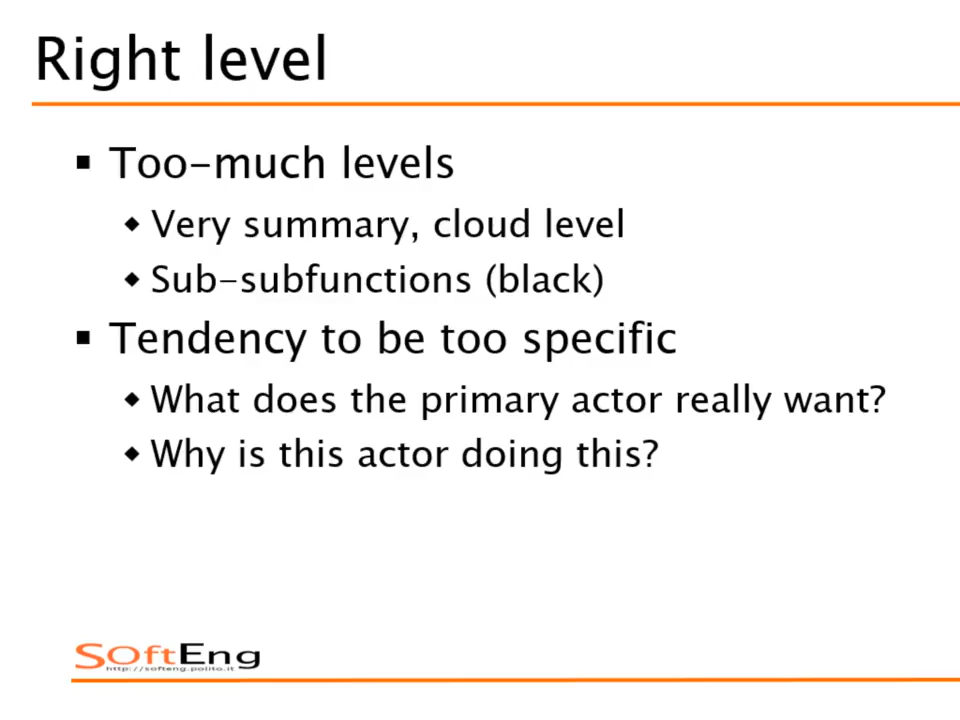 Right level
▪ Too-much levels
◆ Very summary, cloud level
◆ Sub-subfunctions (black)
▪ Tendency to be too specific
◆ What does the primary actor really want?
◆ Why is this actor doing this?
SOftEng
http://softeng.polito.it